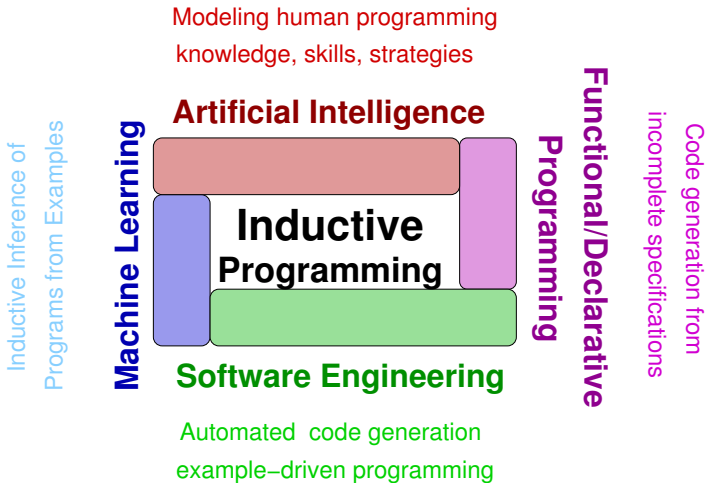 Modeling human programming
knowledge, skills, strategies
Artificial Intelligence
Inductive Inference of
Programs from Examples
Machine Learning
Inductive
Programming
Functional/Declarative
Programming
Code generation from
incomplete specifications
Software Engineering
Automated code generation
example−driven programming